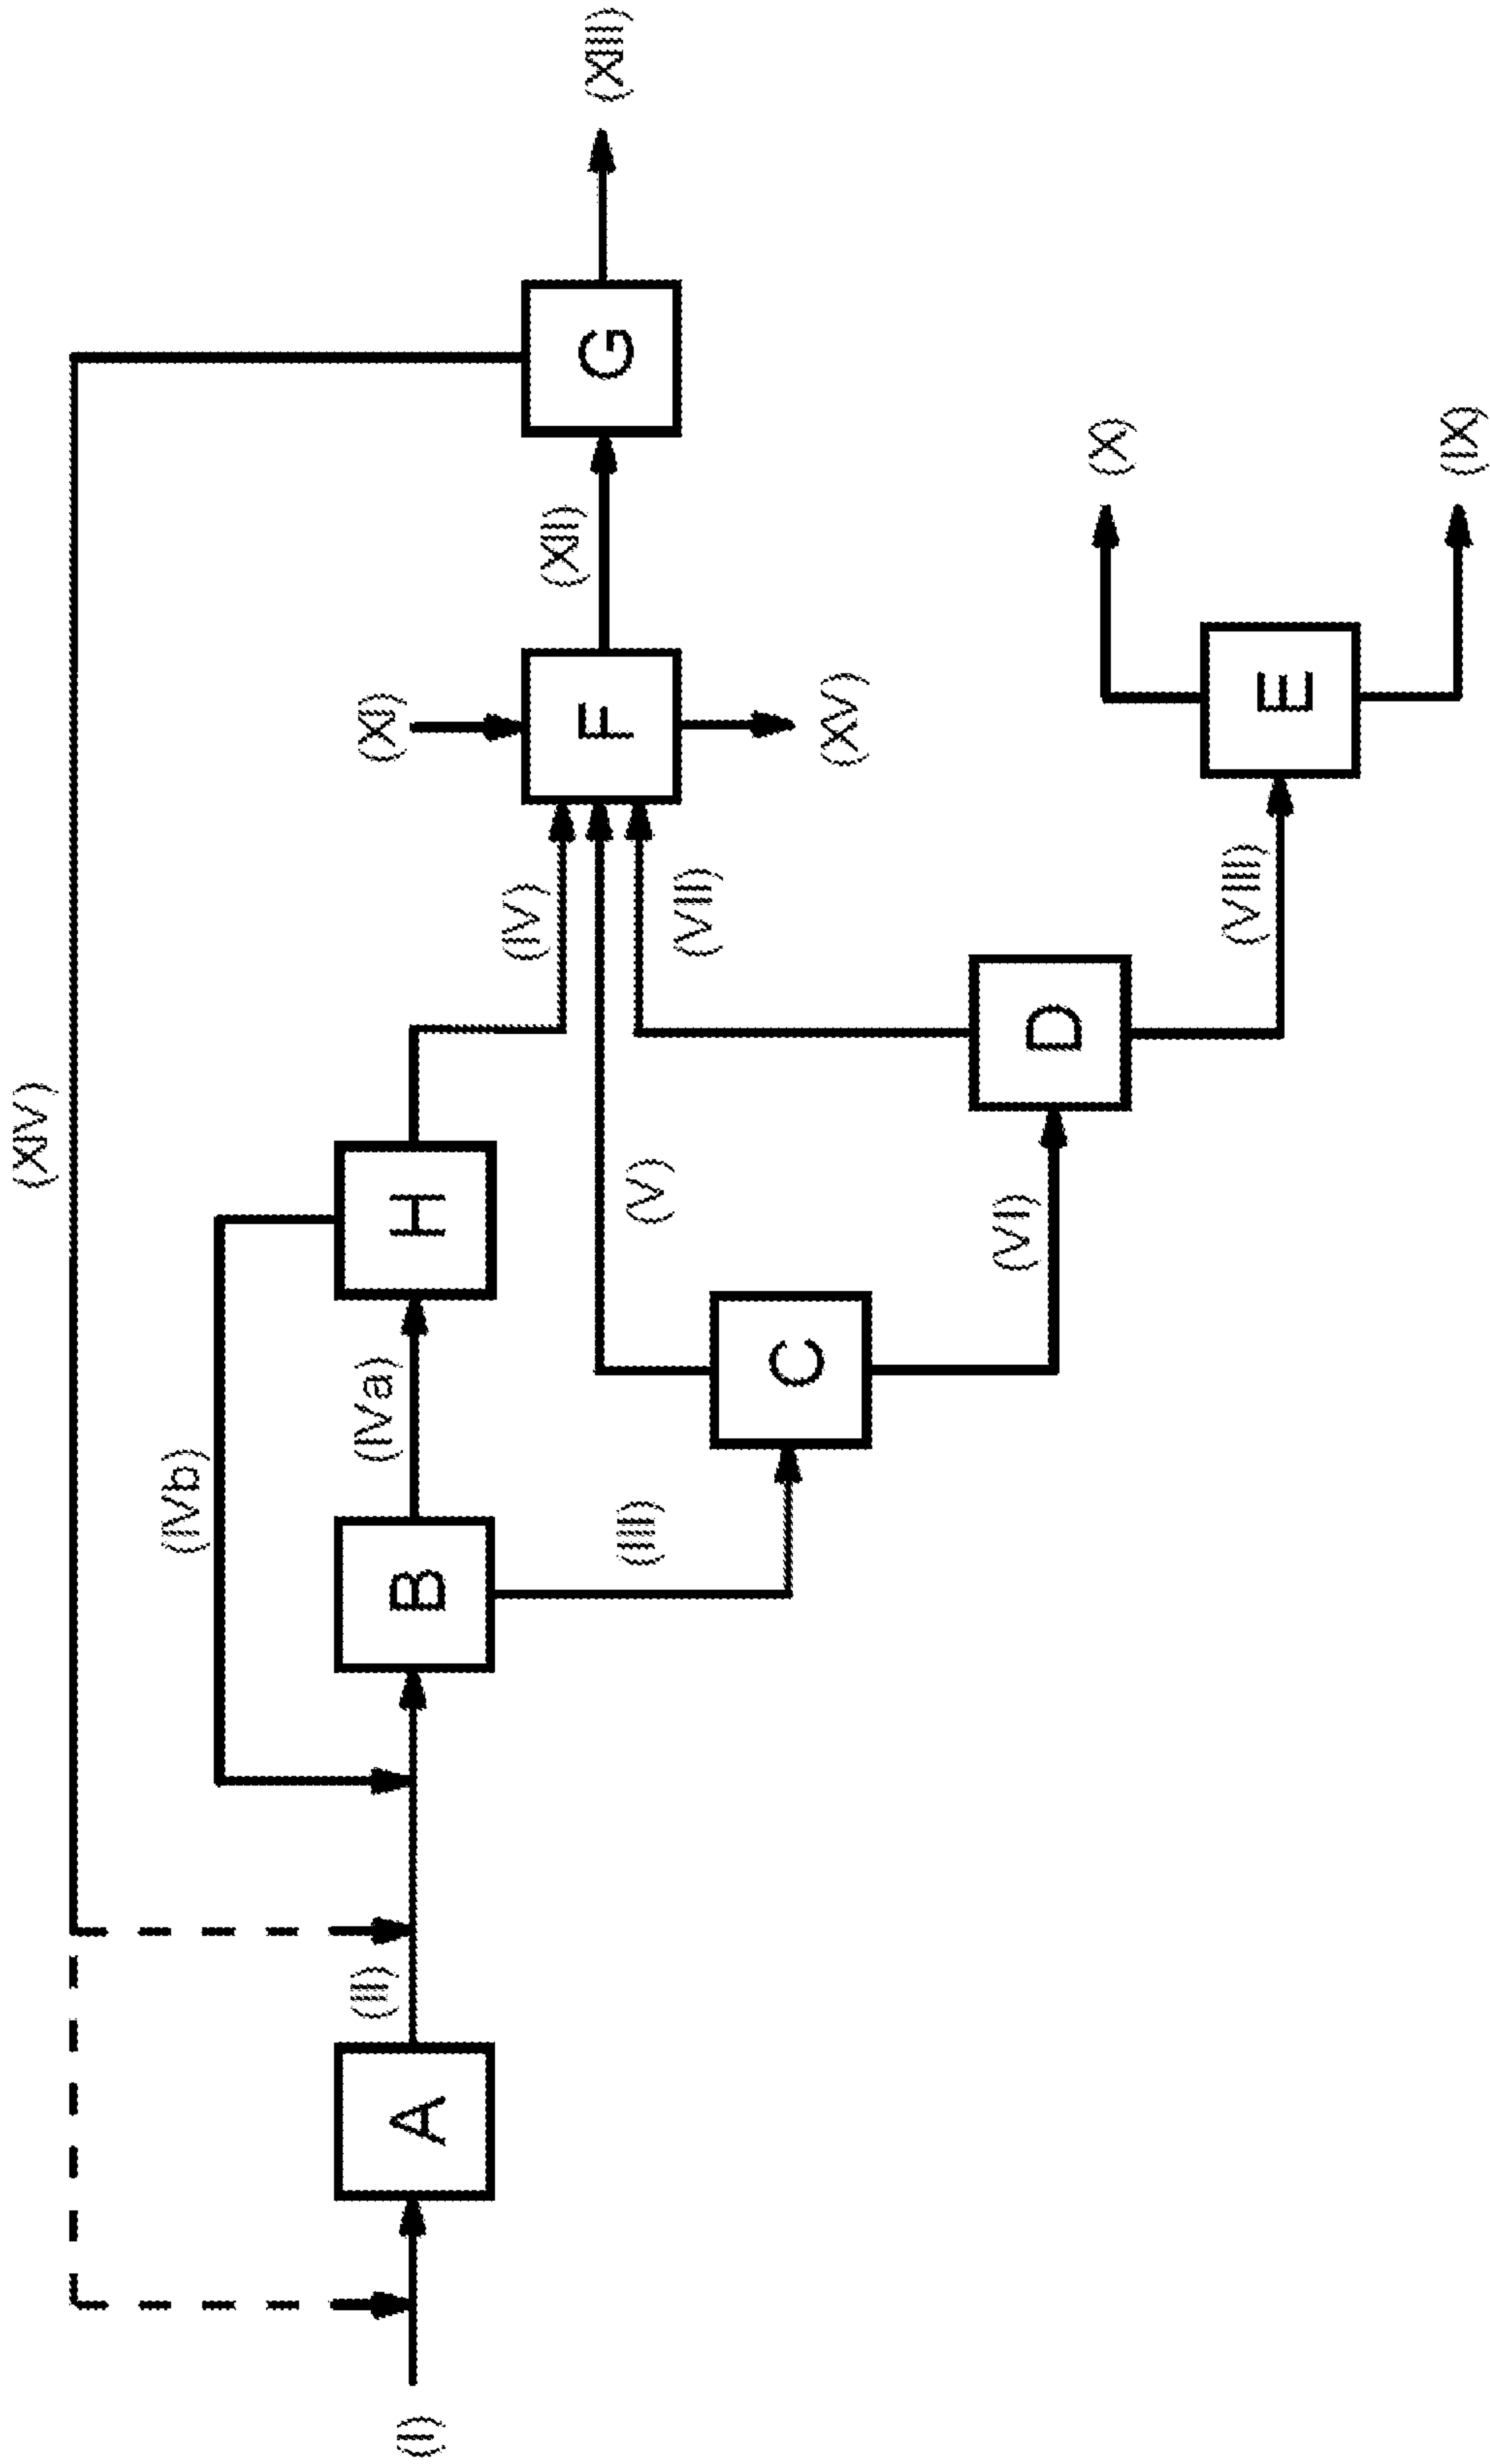 (XIV)
(IVb)
(I)
A
(II)
B
(IVa)
H
(IV)
(XI)
F
(XII)
G
(XIII)
(III)
(V)
(VII)
(XV)
C
(VI)
D
(VIII)
E
(X)
(IX)